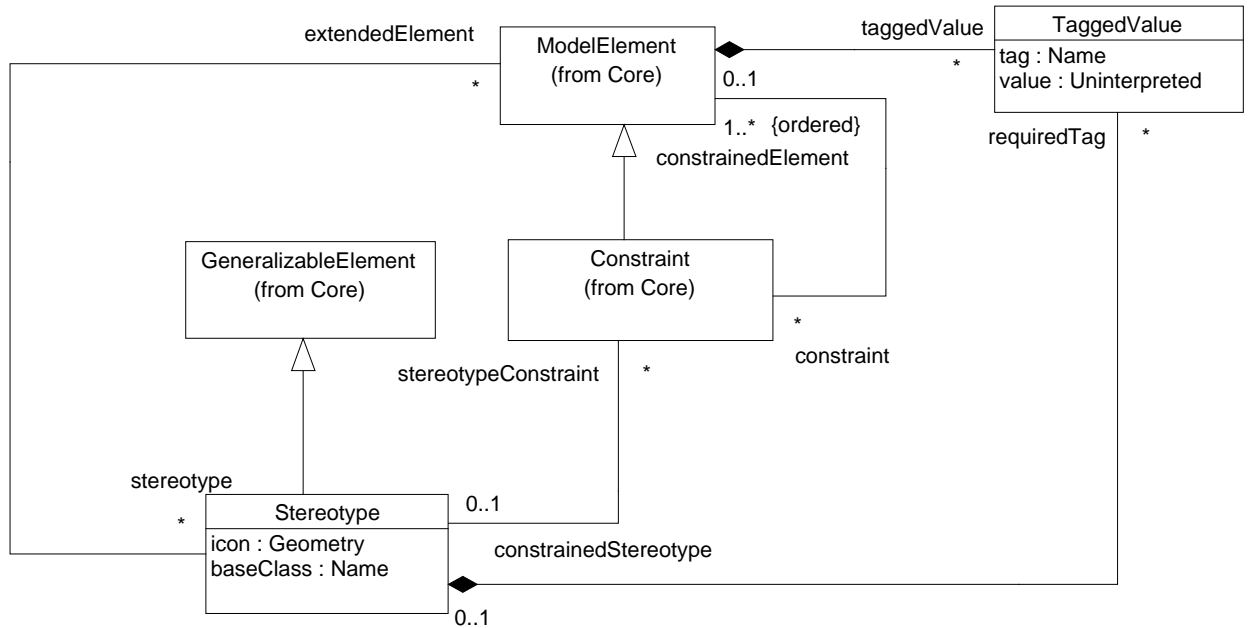 extendedElement
*
ModelElement
(from Core)
0..1
1..*
{ordered}
constrainedElement
taggedValue
*
TaggedValue
tag : Name
value : Uninterpreted
requiredTag
*
GeneralizableElement
(from Core)
Constraint
(from Core)
*
constraint
stereotypeConstraint
*
stereotype
*
Stereotype
icon : Geometry
baseClass : Name
0..1
constrainedStereotype
0..1